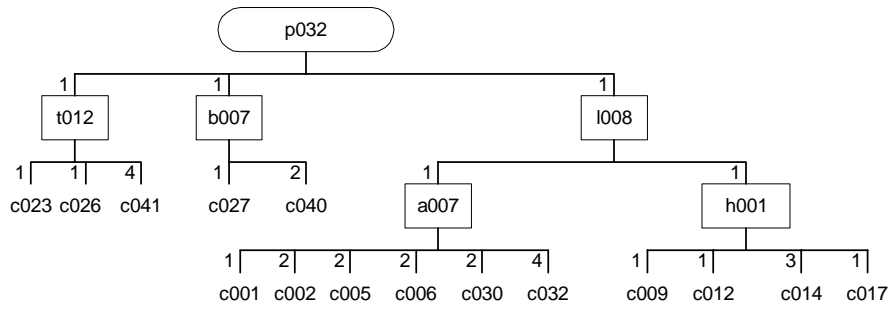 p032
1 1 1
t012 b007 l008
1 1 4 1 2 1 1
c023 c026 c041 c027 c040 a007 h001
1 2 2 2 2 4 1 1 3 1
c001 c002 c005 c006 c030 c032 c009 c012 c014 c017